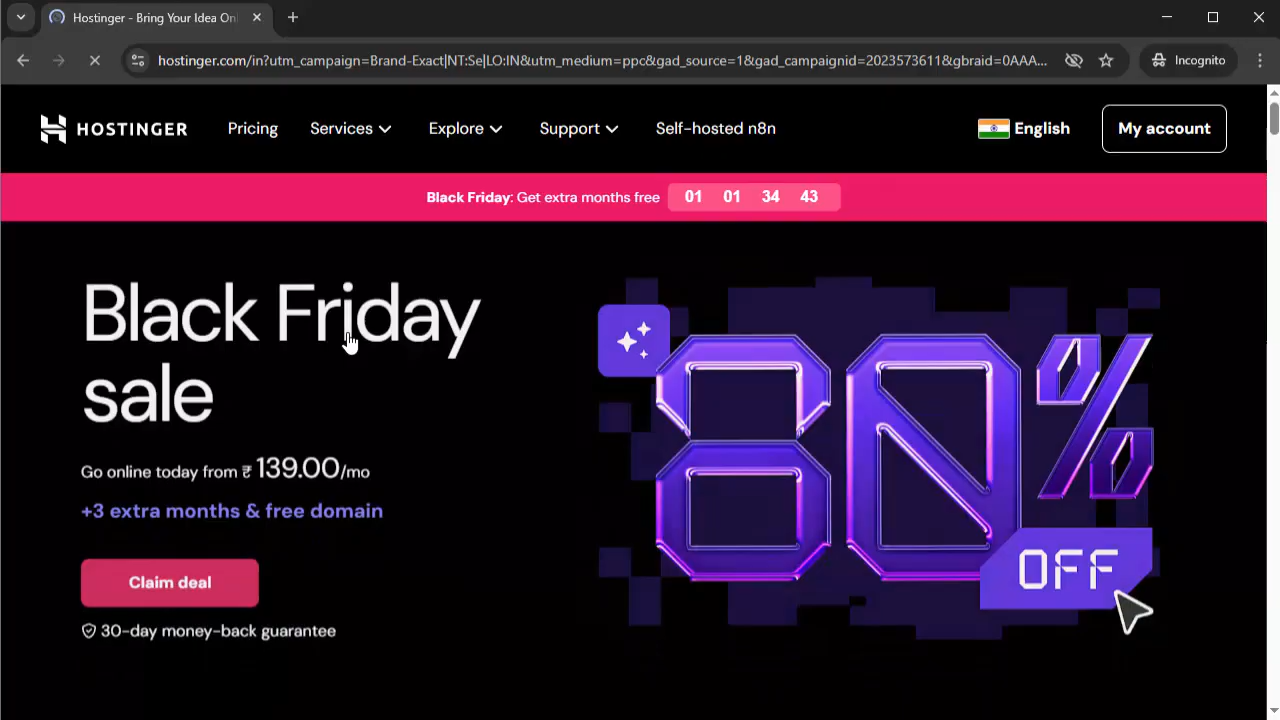 Hostinger - Bring Your Idea Onl
hostinger.com/in?utm_campaign=Brand-Exact|NT:Se|LO:IN&utm_medium=ppc&gad_source=1&gad_campaignid=2023573611&gbraid=0AAA...
Incognito
HOSTINGER
Pricing
Services
Explore
Support
Self-hosted n8n
English
My account
Black Friday: Get extra months free 01 01 34 43
Black Friday
sale
Go online today from ₹ 139.00/mo
+3 extra months & free domain
Claim deal
30-day money-back guarantee
80%
OFF